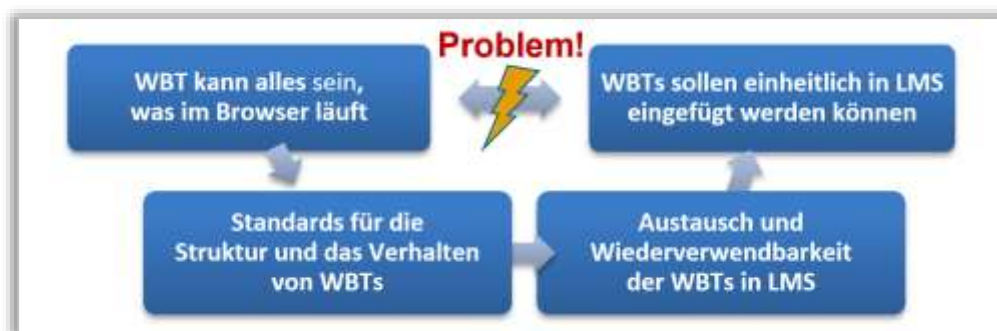 Problem!
WBT kann alles sein,
was im Browser läuft
WBTs sollen einheitlich in LMS
eingefügt werden können
Standards für die
Struktur und das Verhalten
von WBTs
Austausch und
Wiederverwendbarkeit
der WBTs in LMS